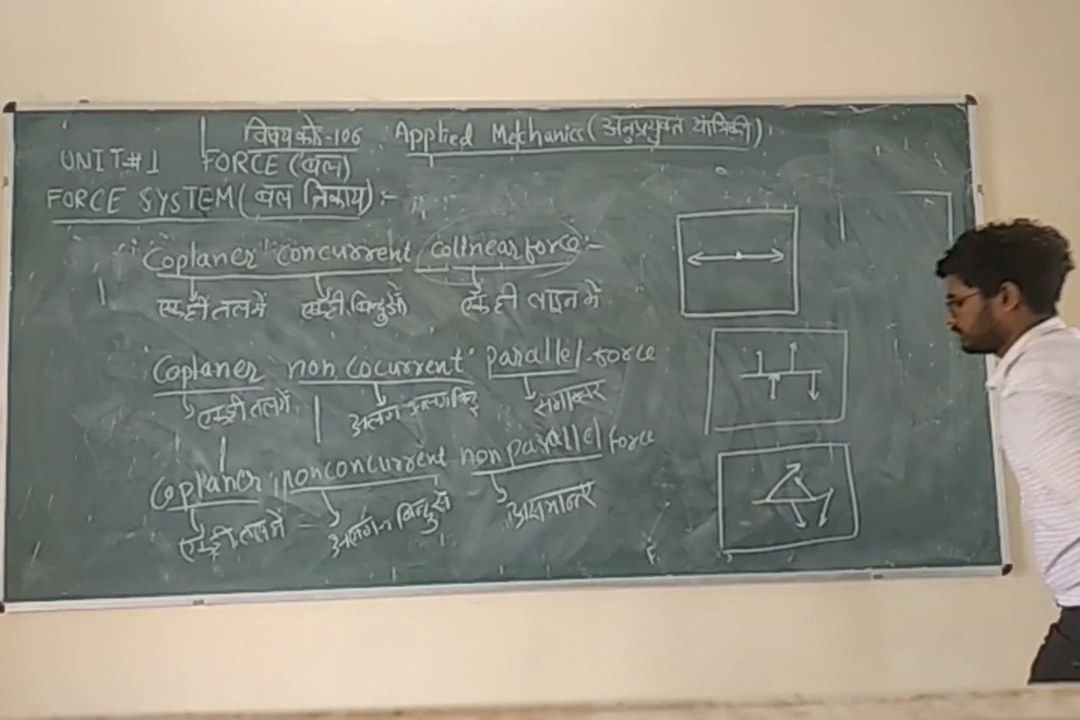 विषय कोड-106 Applied Mechanics (अनुप्रयुक्त यांत्रिकी)
UNIT#1 FORCE (बल)
FORCE SYSTEM (बल निकाय) :-
"Coplaner" concurrent colinear force:-
एक ही तल में एक ही बिन्दु से एक ही लाइन में
"Coplaner non cocurrent" parallel force
एक ही तल में अलग अलग बिन्दु समान्तर
Coplaner nonconcurrent non parallel force
एक ही तल में अलग बिन्दु से असमान्तर
F